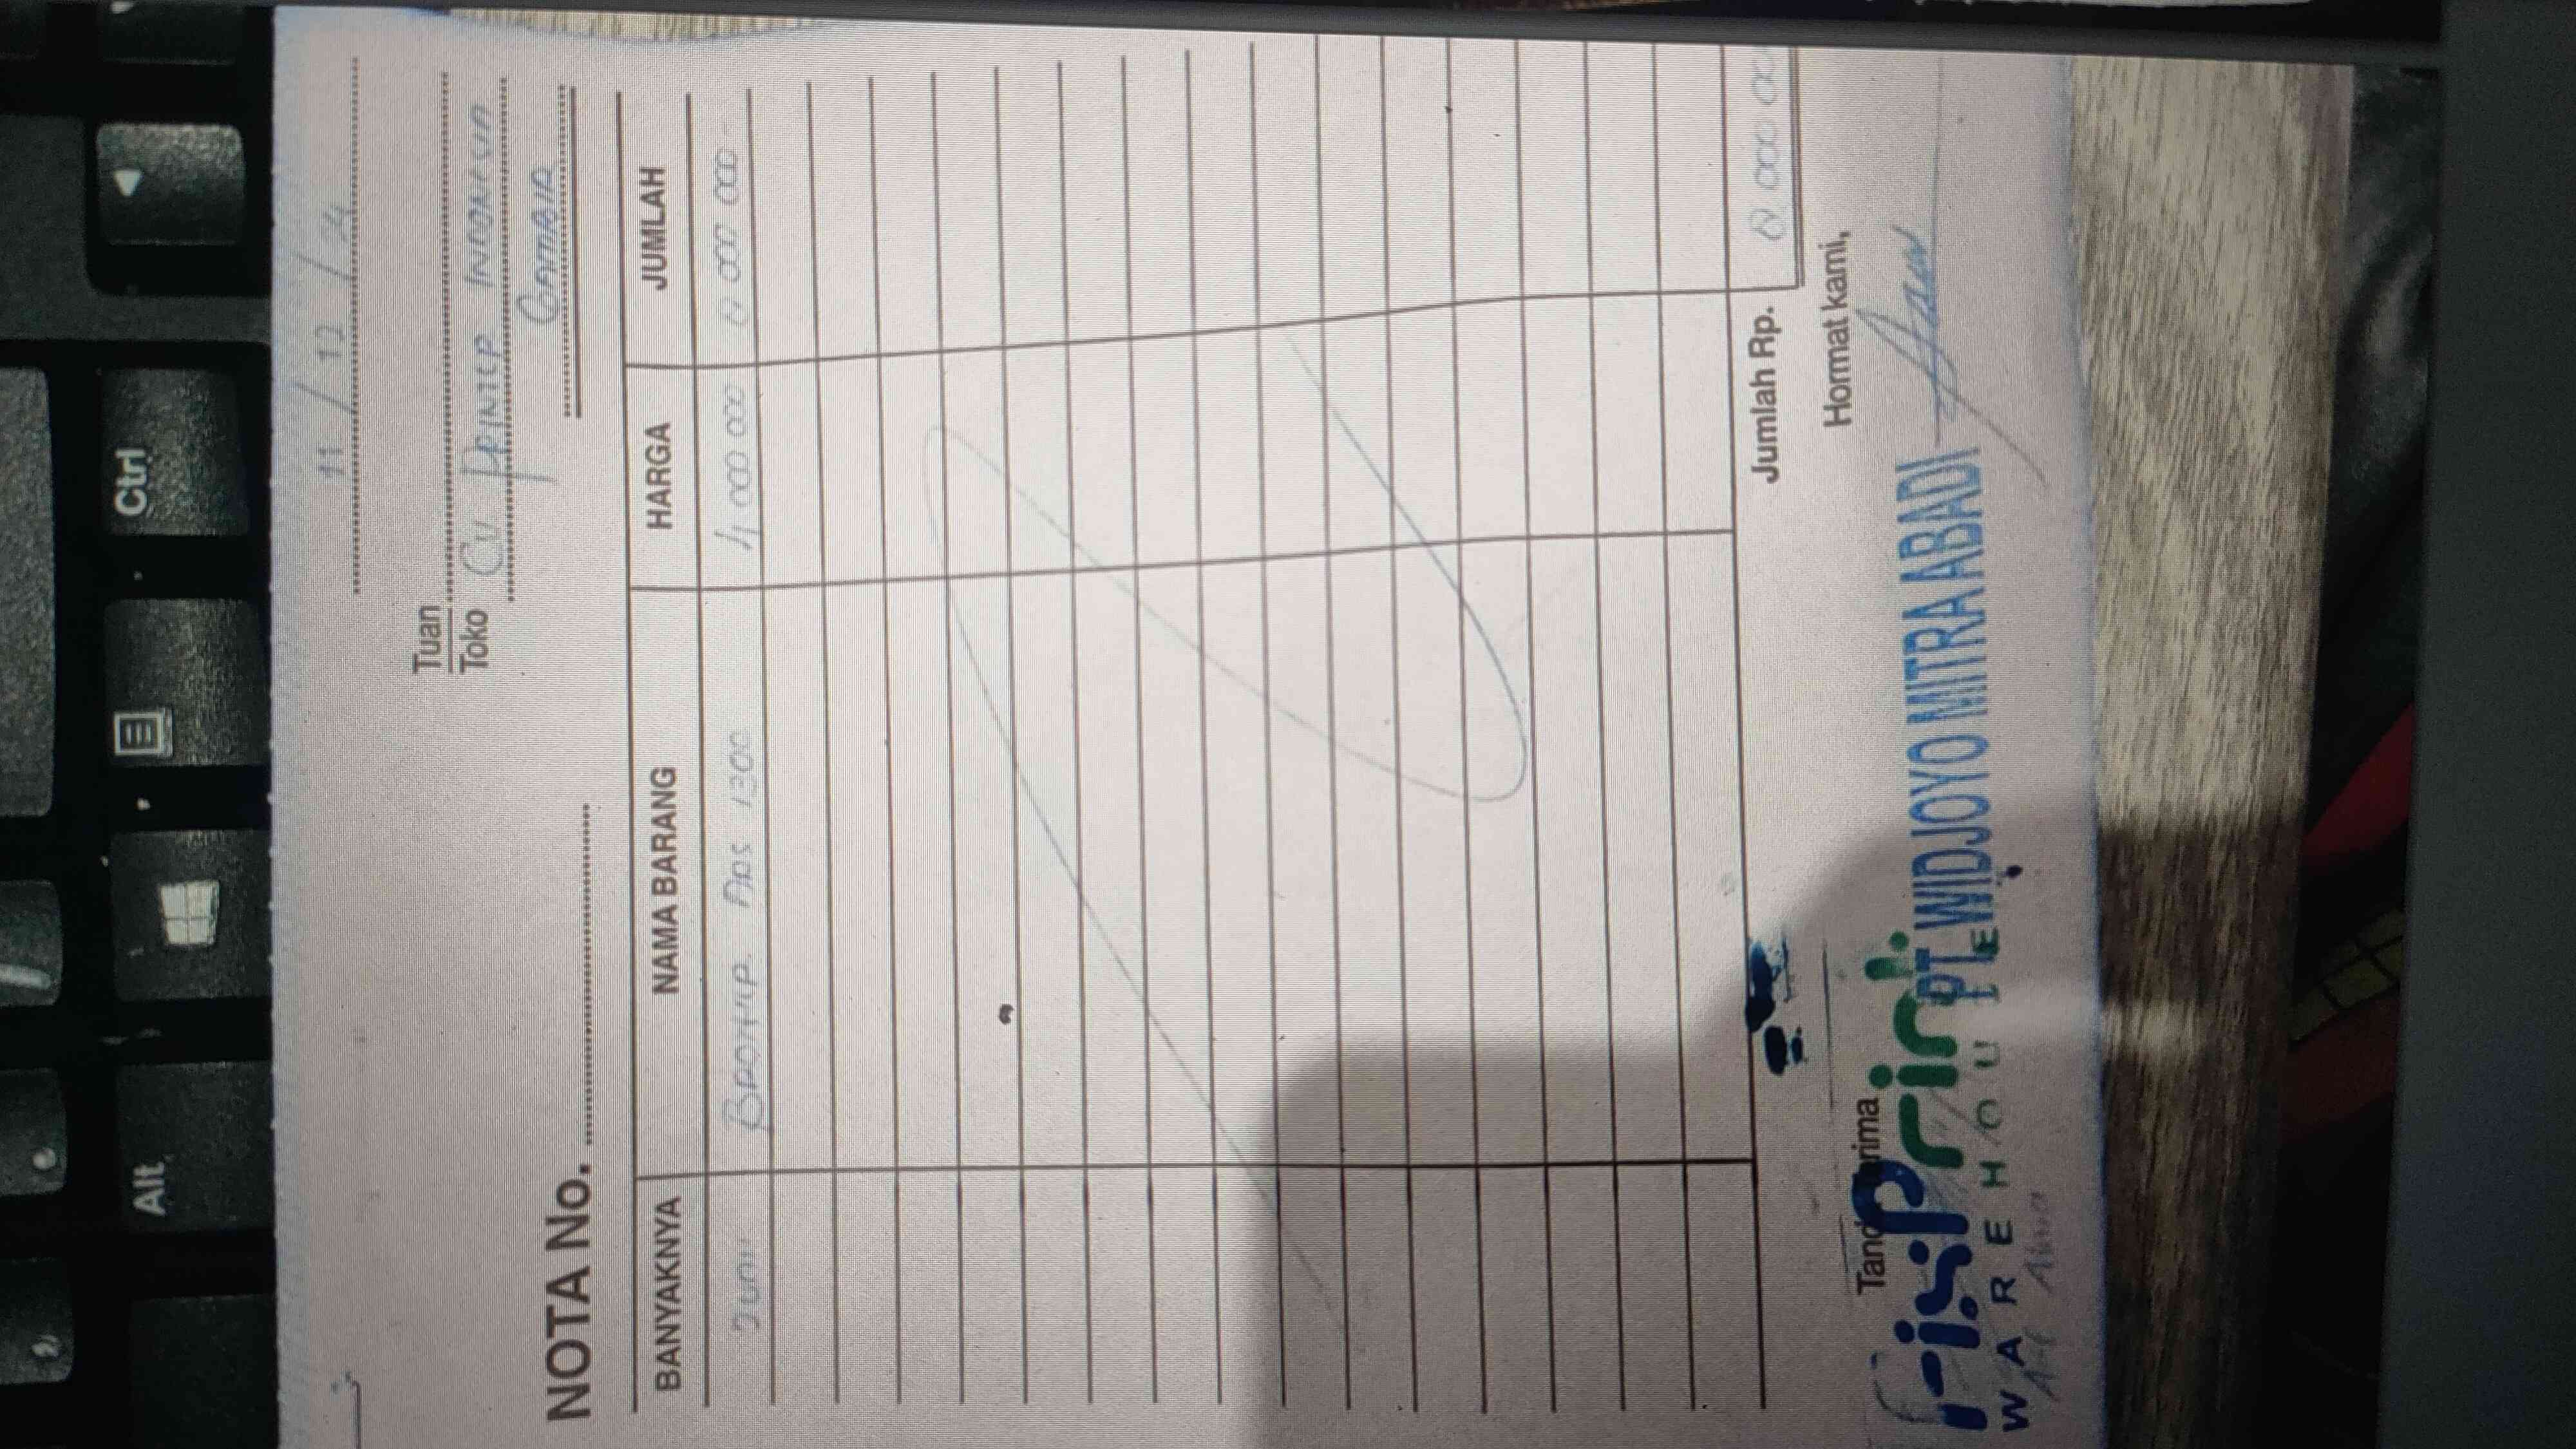 11 / 12 / 24
Tuan
Toko CV PRINTER INDONESIA
GEMBIRA
NOTA No.
BANYAKNYA NAMA BARANG HARGA JUMLAH
2 unit BROTHER ADS 1300 4 000 000 8 000 000
Jumlah Rp. 8 000 000
Tanda terima Hormat kami,
PT. WIDJOYO MITRA ABADI
WAREHOUSE
Alt
Ctrl